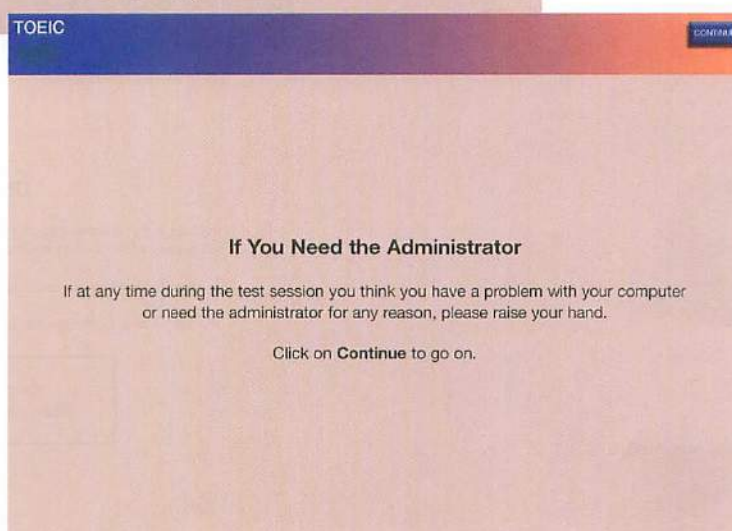 TOEIC
CONTINUE
If You Need the Administrator
If at any time during the test session you think you have a problem with your computer
or need the administrator for any reason, please raise your hand.
Click on Continue to go on.